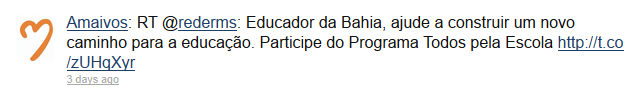 Amaivos: RT @rederms: Educador da Bahia, ajude a construir um novo
caminho para a educação. Participe do Programa Todos pela Escola http://t.co
/zUHqXyr
3 days ago